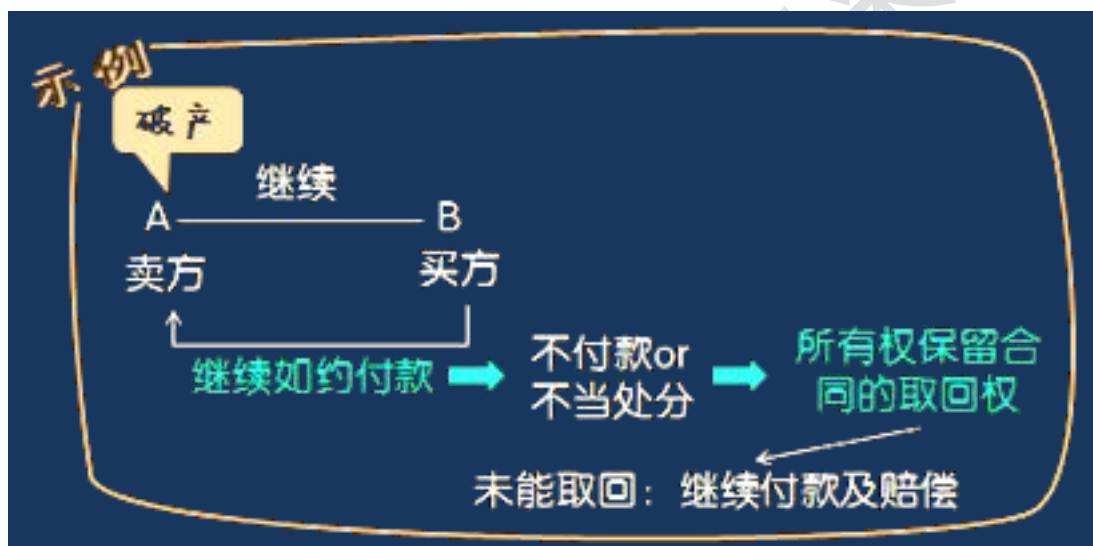 示例
破产
继续
A B
卖方 买方
继续如约付款
不付款or
不当处分
所有权保留合
同的取回权
未能取回：继续付款及赔偿